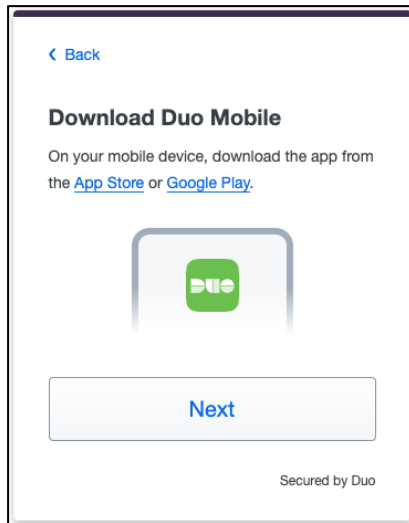 Back
Download Duo Mobile
On your mobile device, download the app from
the App Store or Google Play.
DUO
Next
Secured by Duo